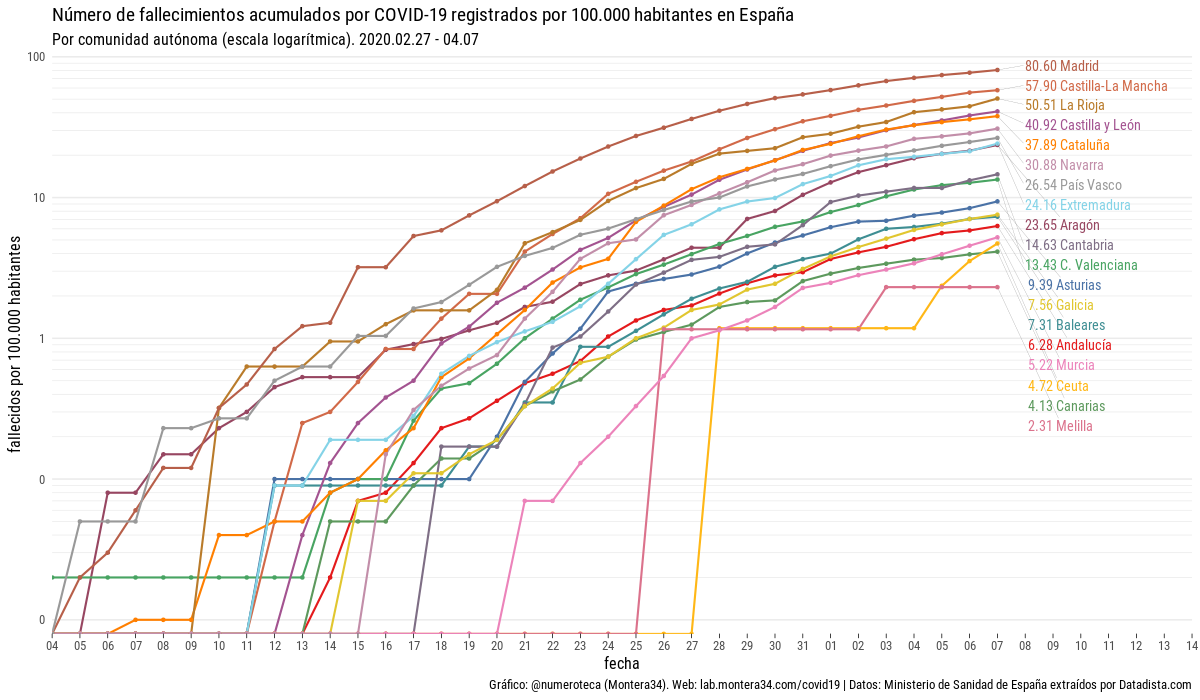 Número de fallecimientos acumulados por COVID-19 registrados por 100.000 habitantes en España
Por comunidad autónoma (escala logarítmica). 2020.02.27 - 04.07
fallecidos por 100.000 habitantes
100
10
1
0
0
80.60 Madrid
57.90 Castilla-La Mancha
50.51 La Rioja
40.92 Castilla y León
37.89 Cataluña
30.88 Navarra
26.54 País Vasco
24.16 Extremadura
23.65 Aragón
14.63 Cantabria
13.43 C. Valenciana
9.39 Asturias
7.56 Galicia
7.31 Baleares
6.28 Andalucía
5.22 Murcia
4.72 Ceuta
4.13 Canarias
2.31 Melilla
04 05 06 07 08 09 10 11 12 13 14 15 16 17 18 19 20 21 22 23 24 25 26 27 28 29 30 31 01 02 03 04 05 06 07 08 09 10 11 12 13 14
fecha
Gráfico: @numeroteca (Montera34). Web: lab.montera34.com/covid19 | Datos: Ministerio de Sanidad de España extraídos por Datadista.com